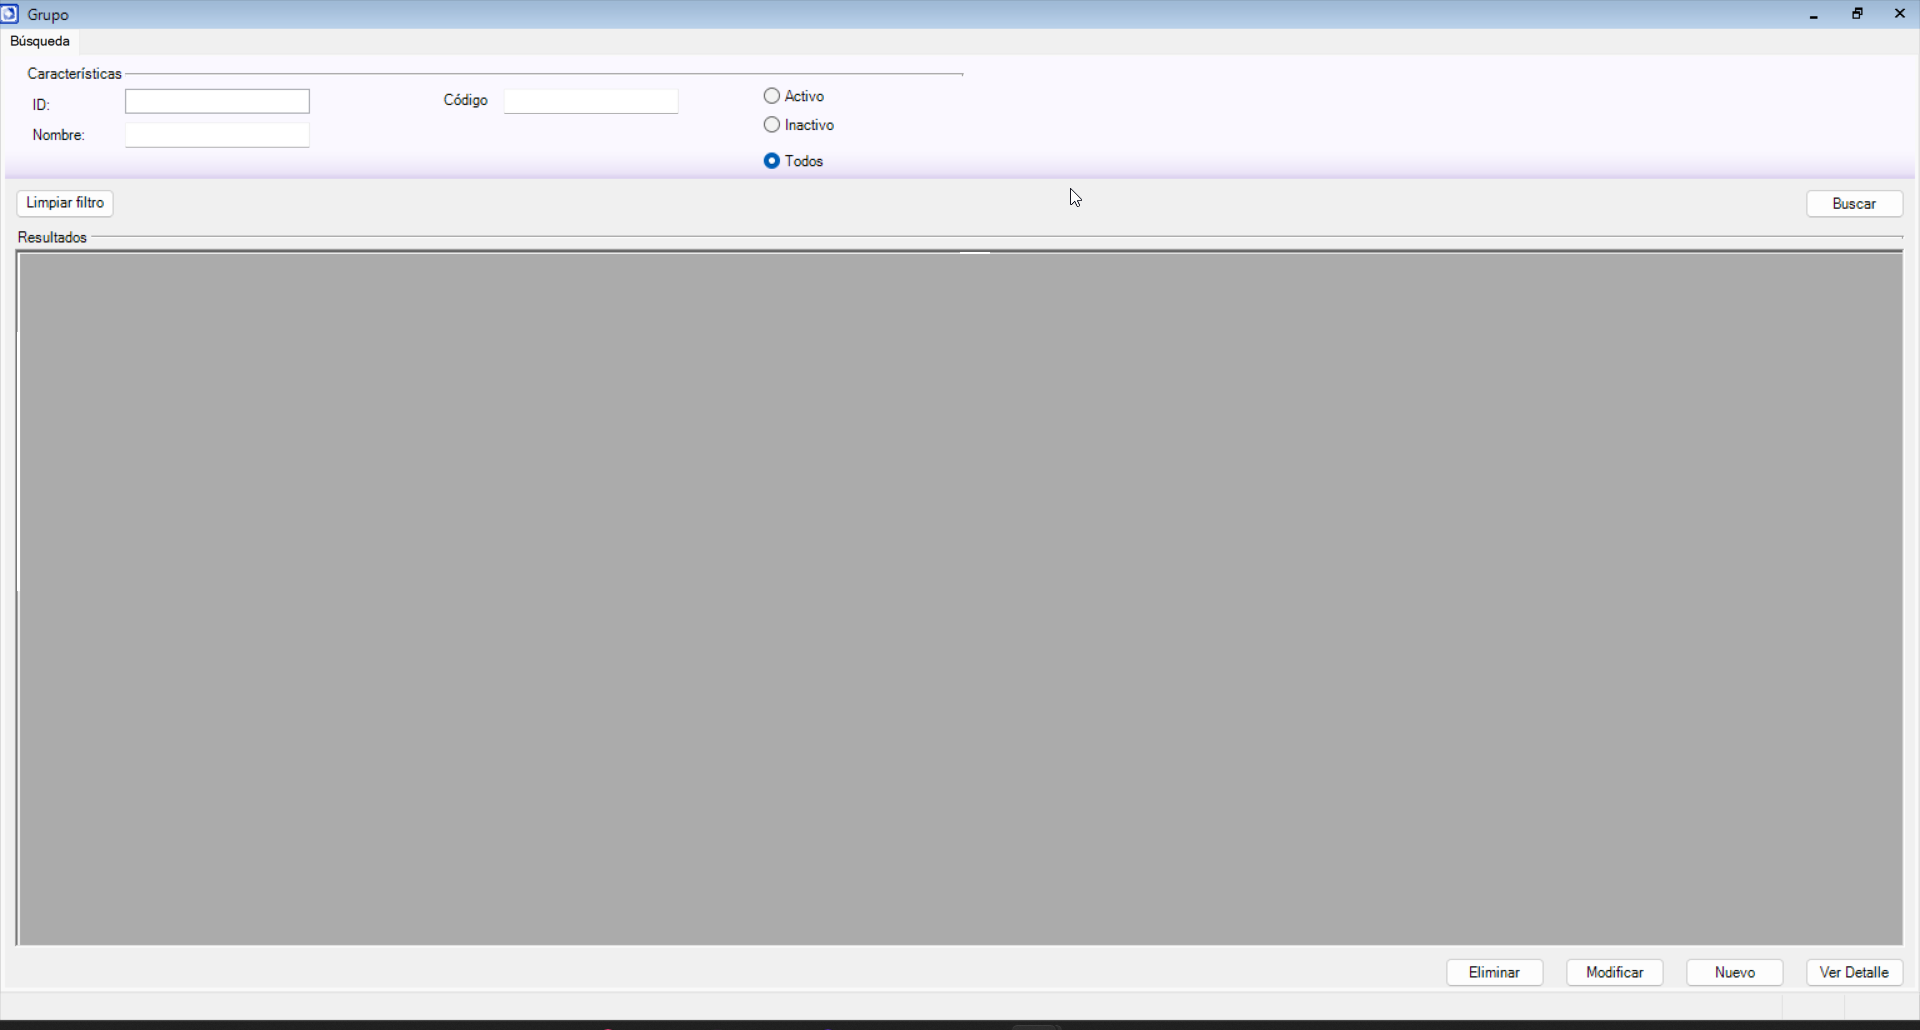 Grupo
Búsqueda
Características
ID:
Código
Activo
Inactivo
Nombre:
Todos
Limpiar filtro
Buscar
Resultados
Eliminar
Modificar
Nuevo
Ver Detalle